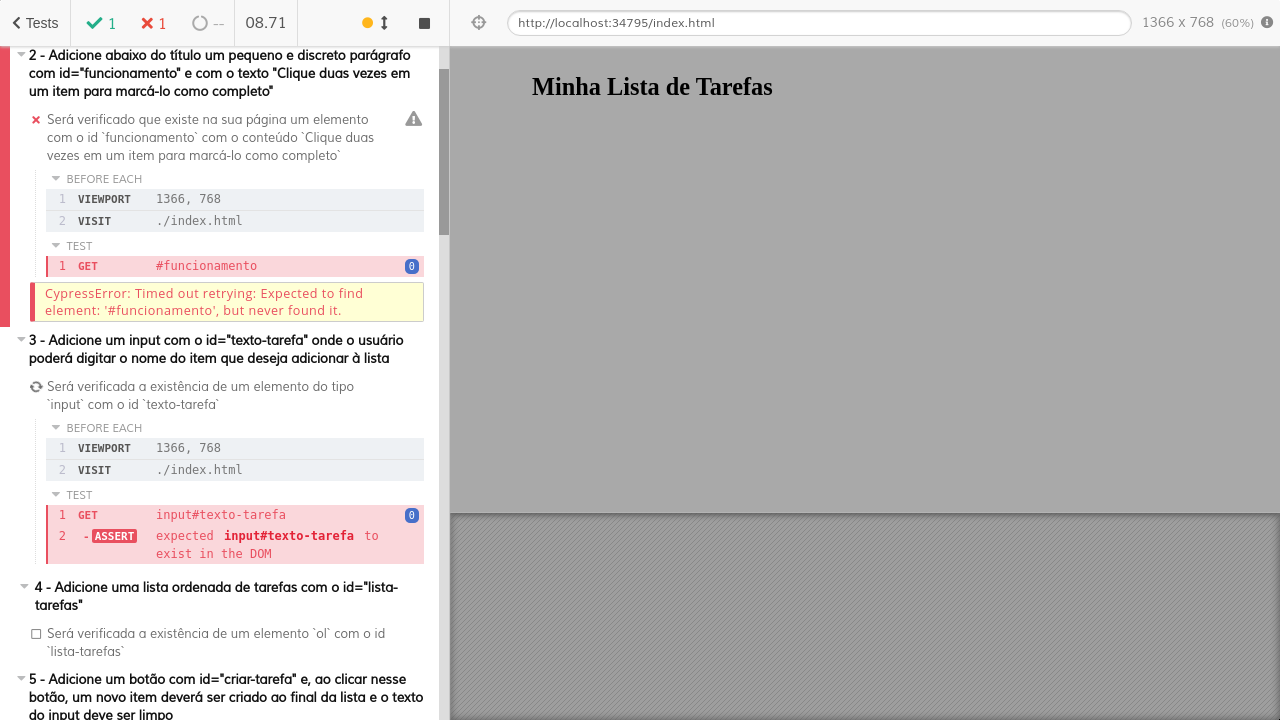 Tests
1
1
--
08.71
http://localhost:34795/index.html
1366 x 768 (60%)
2 - Adicione abaixo do título um pequeno e discreto parágrafo
com id="funcionamento" e com o texto "Clique duas vezes em
um item para marcá-lo como completo"
Será verificado que existe na sua página um elemento
com o id `funcionamento` com o conteúdo `Clique duas
vezes em um item para marcá-lo como completo`
BEFORE EACH
1 VIEWPORT 1366, 768
2 VISIT ./index.html
TEST
1 GET #funcionamento 0
CypressError: Timed out retrying: Expected to find
element: '#funcionamento', but never found it.
3 - Adicione um input com o id="texto-tarefa" onde o usuário
poderá digitar o nome do item que deseja adicionar à lista
Será verificada a existência de um elemento do tipo
`input` com o id `texto-tarefa`
BEFORE EACH
1 VIEWPORT 1366, 768
2 VISIT ./index.html
TEST
1 GET input#texto-tarefa 0
2 - ASSERT expected input#texto-tarefa to
exist in the DOM
4 - Adicione uma lista ordenada de tarefas com o id="lista-
tarefas"
Será verificada a existência de um elemento `ol` com o id
`lista-tarefas`
5 - Adicione um botão com id="criar-tarefa" e, ao clicar nesse
botão, um novo item deverá ser criado ao final da lista e o texto
do input deve ser limpo
Minha Lista de Tarefas